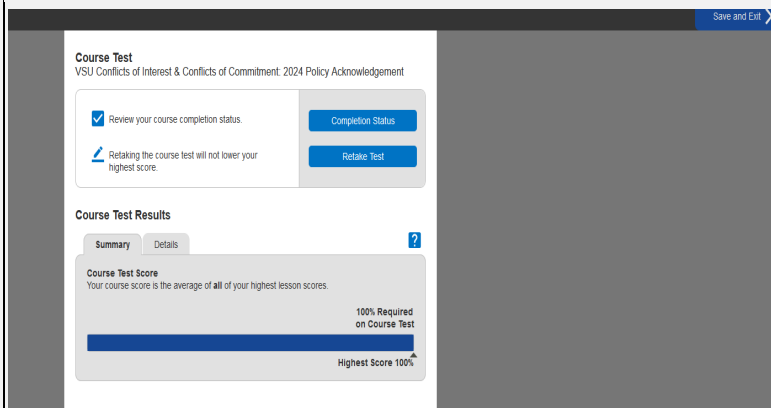 Save and Exit
Course Test
VSU Conflicts of Interest & Conflicts of Commitment: 2024 Policy Acknowledgement
Review your course completion status.
Completion Status
Retaking the course test will not lower your
highest score.
Retake Test
Course Test Results
Summary
Details
?
Course Test Score
Your course score is the average of all of your highest lesson scores.
100% Required
on Course Test
Highest Score 100%